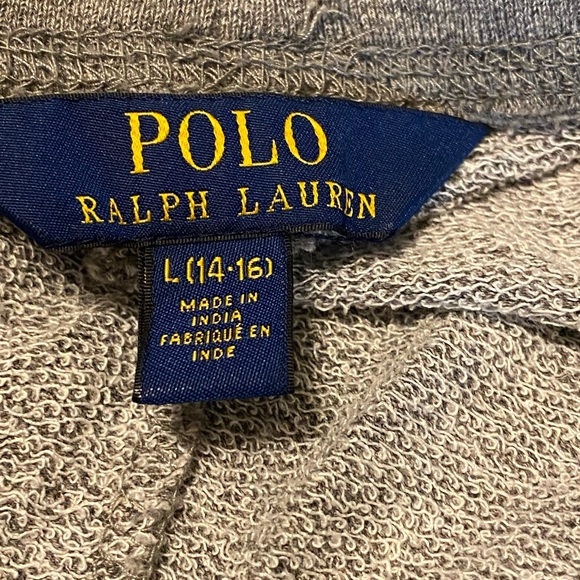 POLO
RALPH LAUREN
L (14-16)
MADE IN
INDIA
FABRIQUÉ EN
INDE